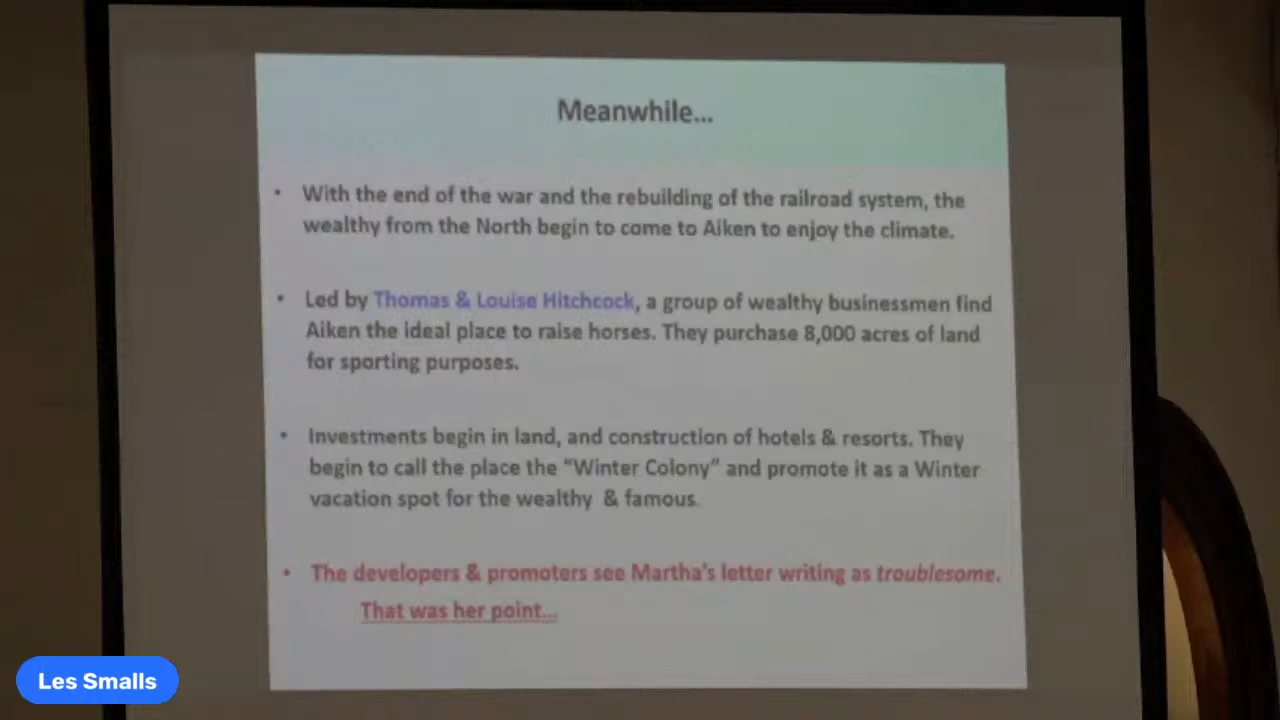 Meanwhile...
• With the end of the war and the rebuilding of the railroad system, the
wealthy from the North begin to come to Aiken to enjoy the climate.
• Led by Thomas & Louise Hitchcock, a group of wealthy businessmen find
Aiken the ideal place to raise horses. They purchase 8,000 acres of land
for sporting purposes.
• Investments begin in land, and construction of hotels & resorts. They
begin to call the place the “Winter Colony” and promote it as a Winter
vacation spot for the wealthy & famous.
• The developers & promoters see Martha's letter writing as troublesome.
That was her point...
Les Smalls